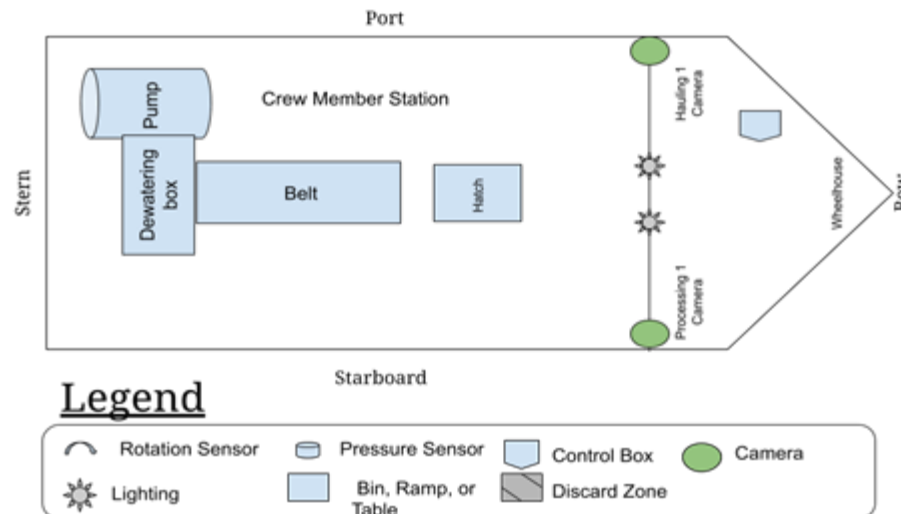 Port
Pump
Crew Member Station
Hauling 1
Camera
Stern
Dewatering
box
Belt
Hatch
Wheelhouse
Processing 1
Camera
Starboard
Legend
Rotation Sensor
Pressure Sensor
Control Box
Camera
Lighting
Bin, Ramp, or
Table
Discard Zone